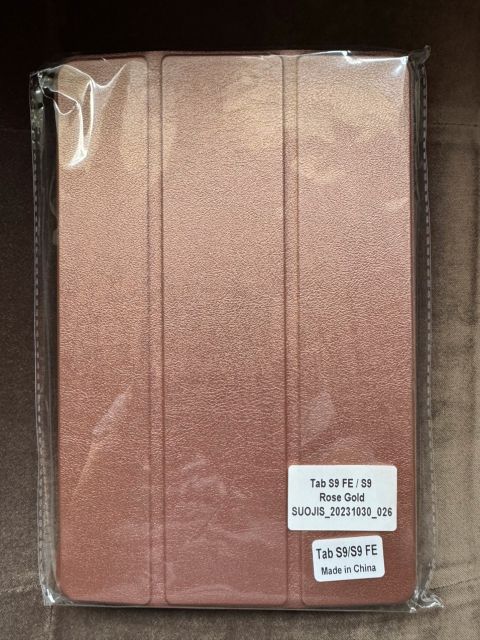 Tab S9 FE / S9
Rose Gold
SUOJIS_20231030_026
Tab S9/S9 FE
Made in China